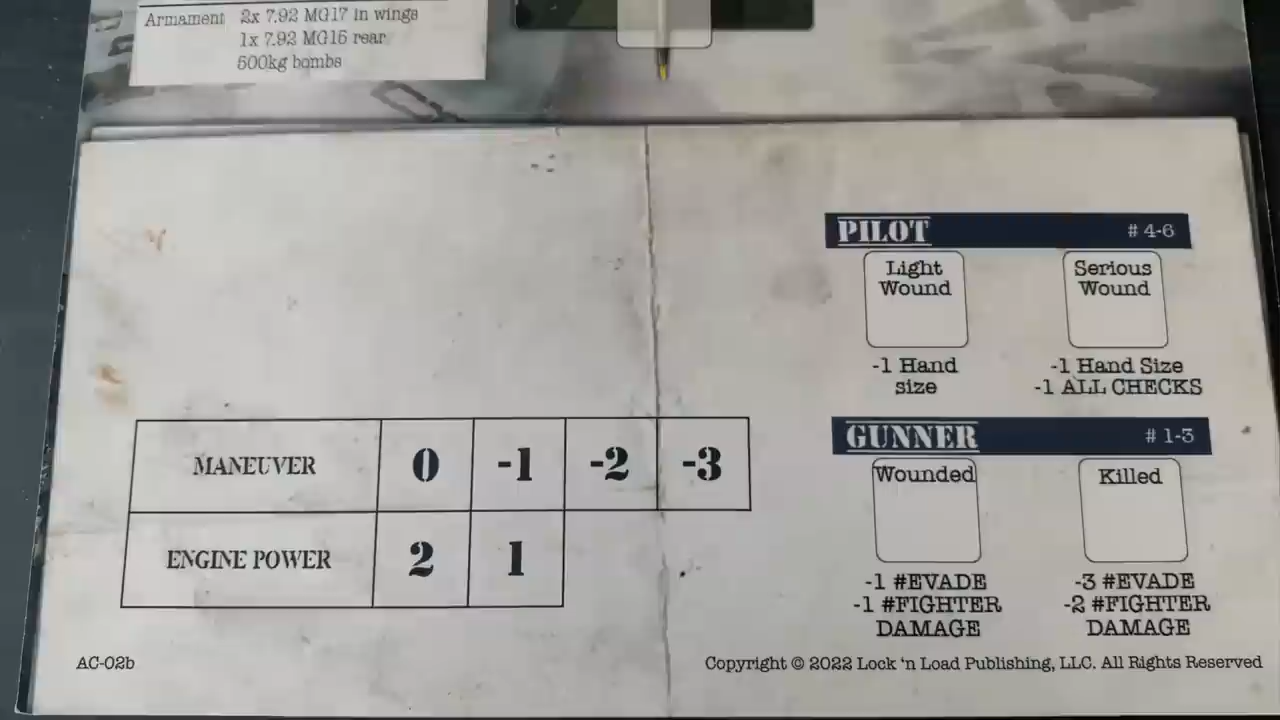 Armament 2x 7.92 MG17 in wings
1x 7.92 MG15 rear
500kg bombs
PILOT # 4-6
Light Wound
Serious Wound
-1 Hand size
-1 Hand Size
-1 ALL CHECKS
GUNNER # 1-3
Wounded
Killed
-1 #EVADE
-1 #FIGHTER DAMAGE
-3 #EVADE
-2 #FIGHTER DAMAGE
MANEUVER 0 -1 -2 -3
ENGINE POWER 2 1
AC-02b
Copyright © 2022 Lock 'n Load Publishing, LLC. All Rights Reserved